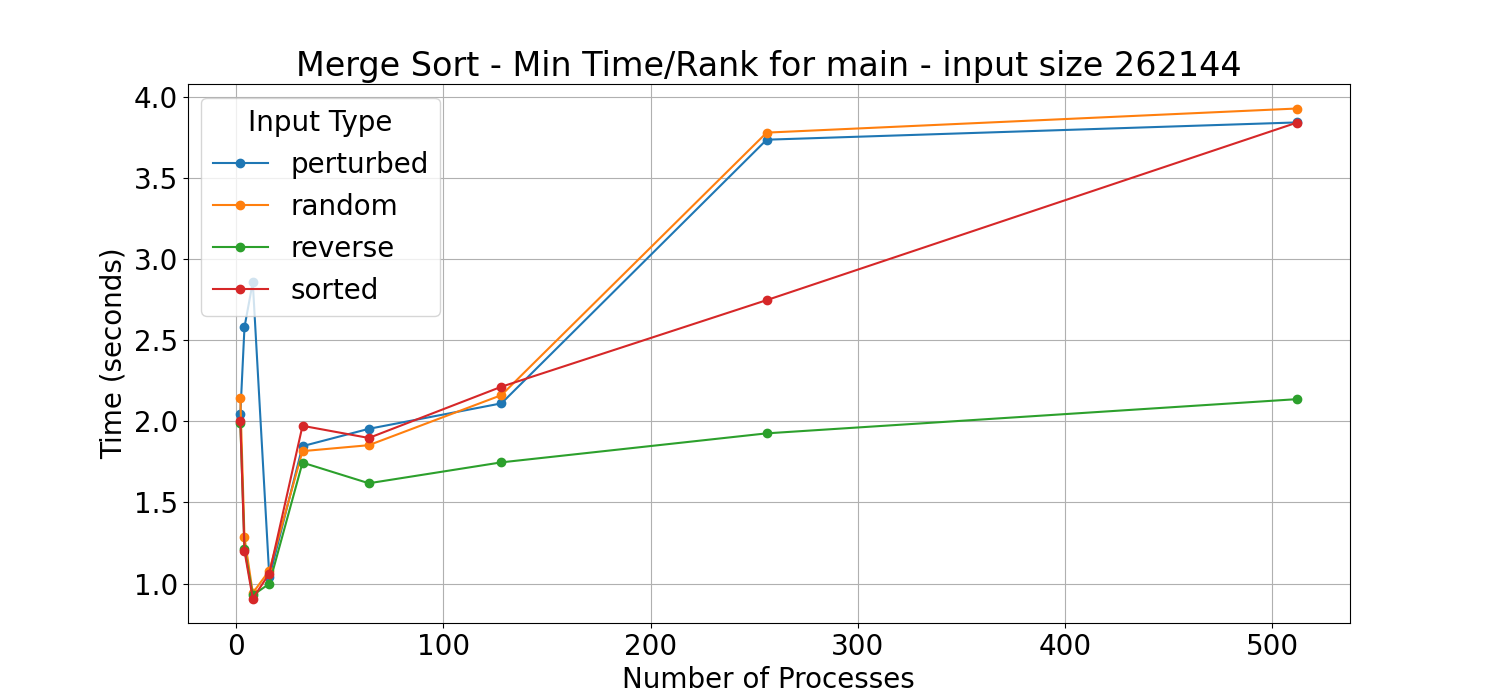 Merge Sort - Min Time/Rank for main - input size 262144
Input Type
perturbed
random
reverse
sorted
Time (seconds)
4.0
3.5
3.0
2.5
2.0
1.5
1.0
0 100 200 300 400 500
Number of Processes